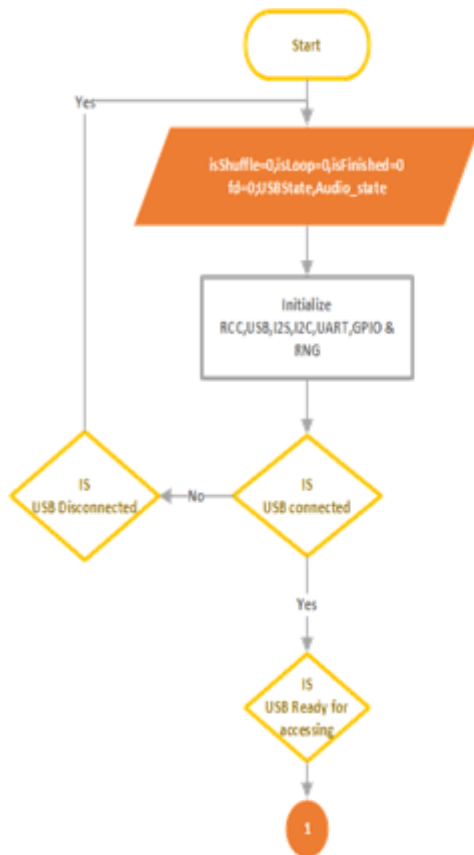 Start
Yes
isShuffle=0,isLoop=0,isFinished=0
fd=0;USBState,Audio_state
Initialize
RCC,USB,I2S,I2C,UART,GPIO &
RNG
IS
USB Disconnected
No
IS
USB connected
Yes
IS
USB Ready for
accessing
1